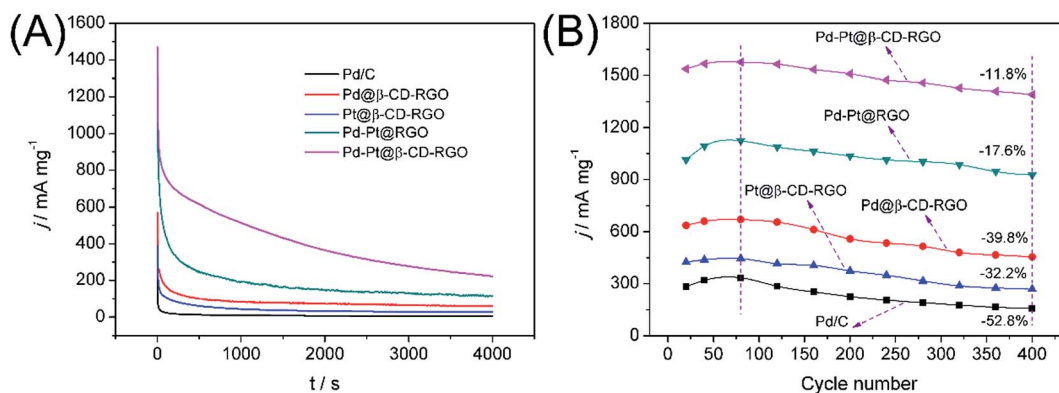 (A)
1600
1400
1200
1000
800
600
400
200
0
j / mA mg⁻¹
Pd/C
Pd@β-CD-RGO
Pt@β-CD-RGO
Pd-Pt@RGO
Pd-Pt@β-CD-RGO
0 1000 2000 3000 4000
t / s
(B)
1800
1500
1200
900
600
300
0
j / mA mg⁻¹
Pd-Pt@β-CD-RGO
-11.8%
Pd-Pt@RGO
-17.6%
Pt@β-CD-RGO
Pd@β-CD-RGO
-39.8%
-32.2%
Pd/C
-52.8%
0 50 100 150 200 250 300 350 400
Cycle number